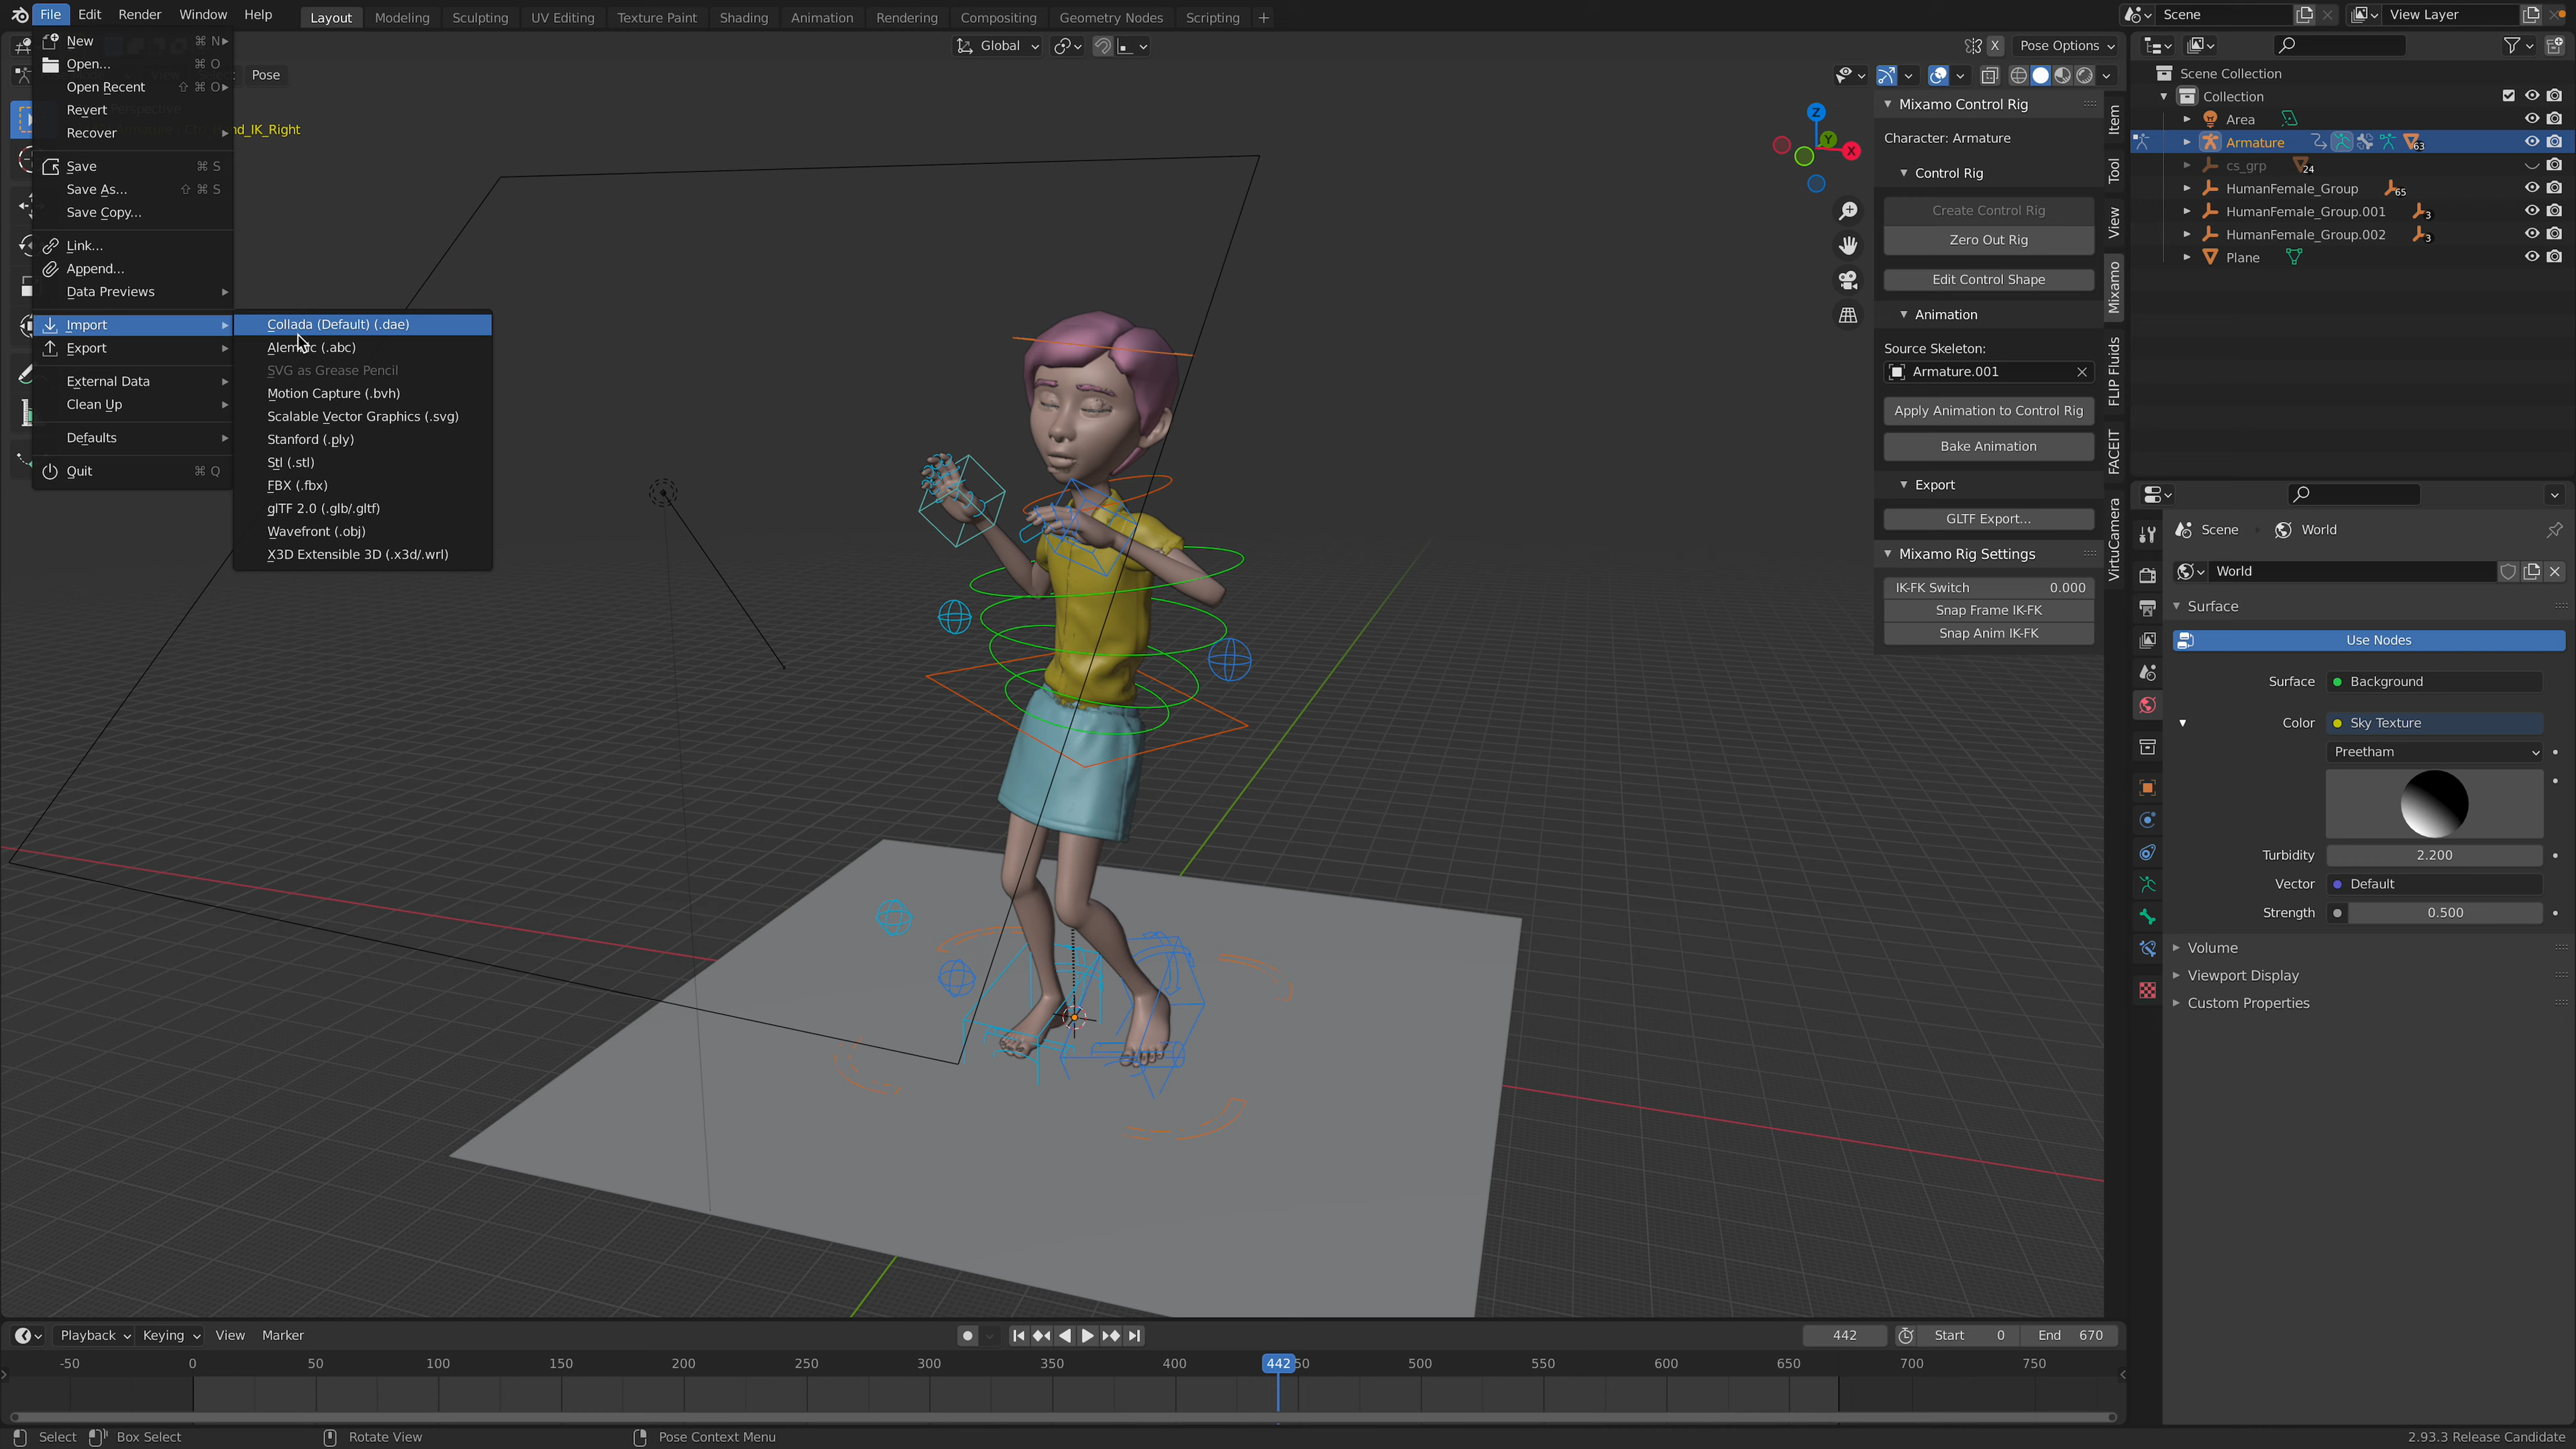 File Edit Render Window Help
Layout Modeling Sculpting UV Editing Texture Paint Shading Animation Rendering Compositing Geometry Nodes Scripting +
Scene
View Layer
New ⌘ N
Open... ⌘ O
Open Recent ⇧ ⌘ O
Revert
Recover
Save ⌘ S
Save As... ⇧ ⌘ S
Save Copy...
Link...
Append...
Data Previews
Import
Export
External Data
Clean Up
Defaults
Quit ⌘ Q
Collada (Default) (.dae)
(.abc)
SVG as Grease Pencil
Motion Capture (.bvh)
Scalable Vector Graphics (.svg)
Stanford (.ply)
Stl (.stl)
FBX (.fbx)
glTF 2.0 (.glb/.gltf)
Wavefront (.obj)
X3D Extensible 3D (.x3d/.wrl)
Pose
nd_IK_Right
Global
X
Pose Options
Z
Y
X
Mixamo Control Rig
Character: Armature
Control Rig
Create Control Rig
Zero Out Rig
Edit Control Shape
Animation
Source Skeleton:
Armature.001
Apply Animation to Control Rig
Bake Animation
Export
GLTF Export...
Mixamo Rig Settings
IK-FK Switch 0.000
Snap Frame IK-FK
Snap Anim IK-FK
Item
Tool
View
Mixamo
FLIP Fluids
FACEIT
VirtuCamera
Scene Collection
Collection
Area
Armature 63
cs_grp 24
HumanFemale_Group 65
HumanFemale_Group.001 3
HumanFemale_Group.002 3
Plane
Scene World
World
Surface
Use Nodes
Surface Background
Color Sky Texture
Preetham
Turbidity 2.200
Vector Default
Strength 0.500
Volume
Viewport Display
Custom Properties
Playback Keying View Marker
442
Start 0
End 670
-50 0 50 100 150 200 250 300 350 400 442 50 500 550 600 650 700 750
Select Box Select Rotate View Pose Context Menu
2.93.3 Release Candidate